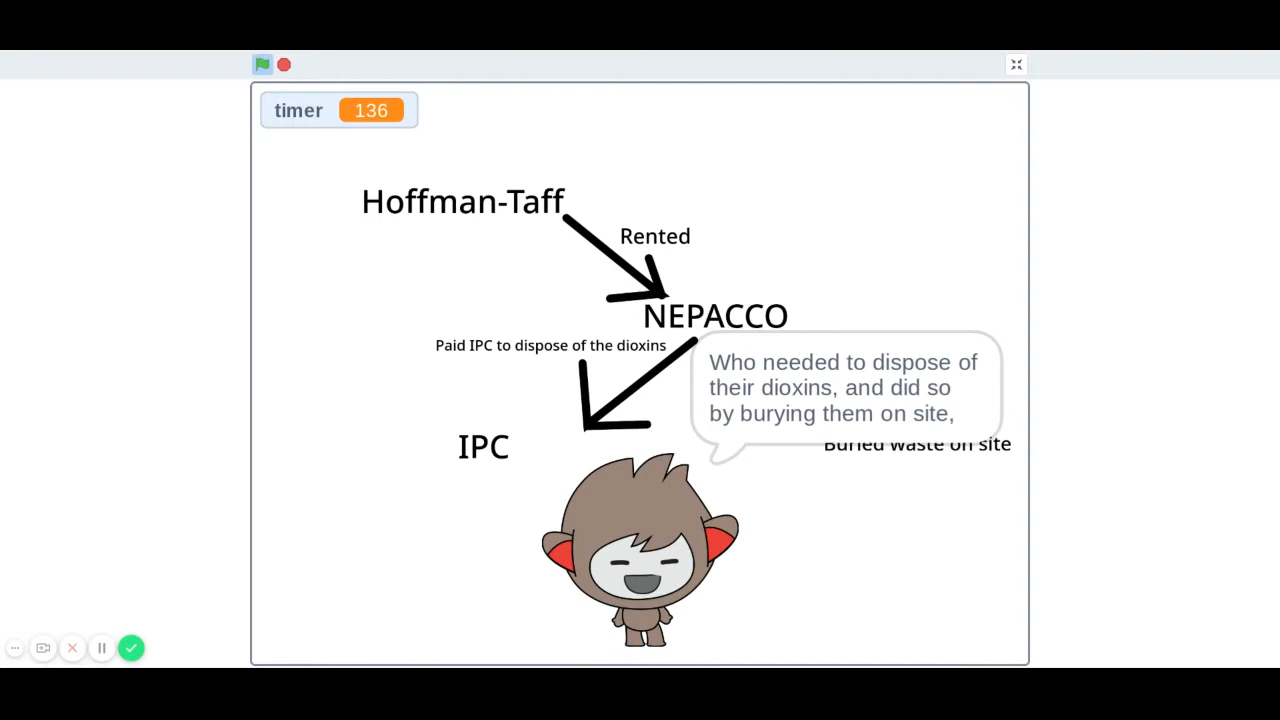 timer 136
Hoffman-Taff
Rented
NEPACCO
Paid IPC to dispose of the dioxins
Who needed to dispose of
their dioxins, and did so
by burying them on site,
IPC
Buried waste on site